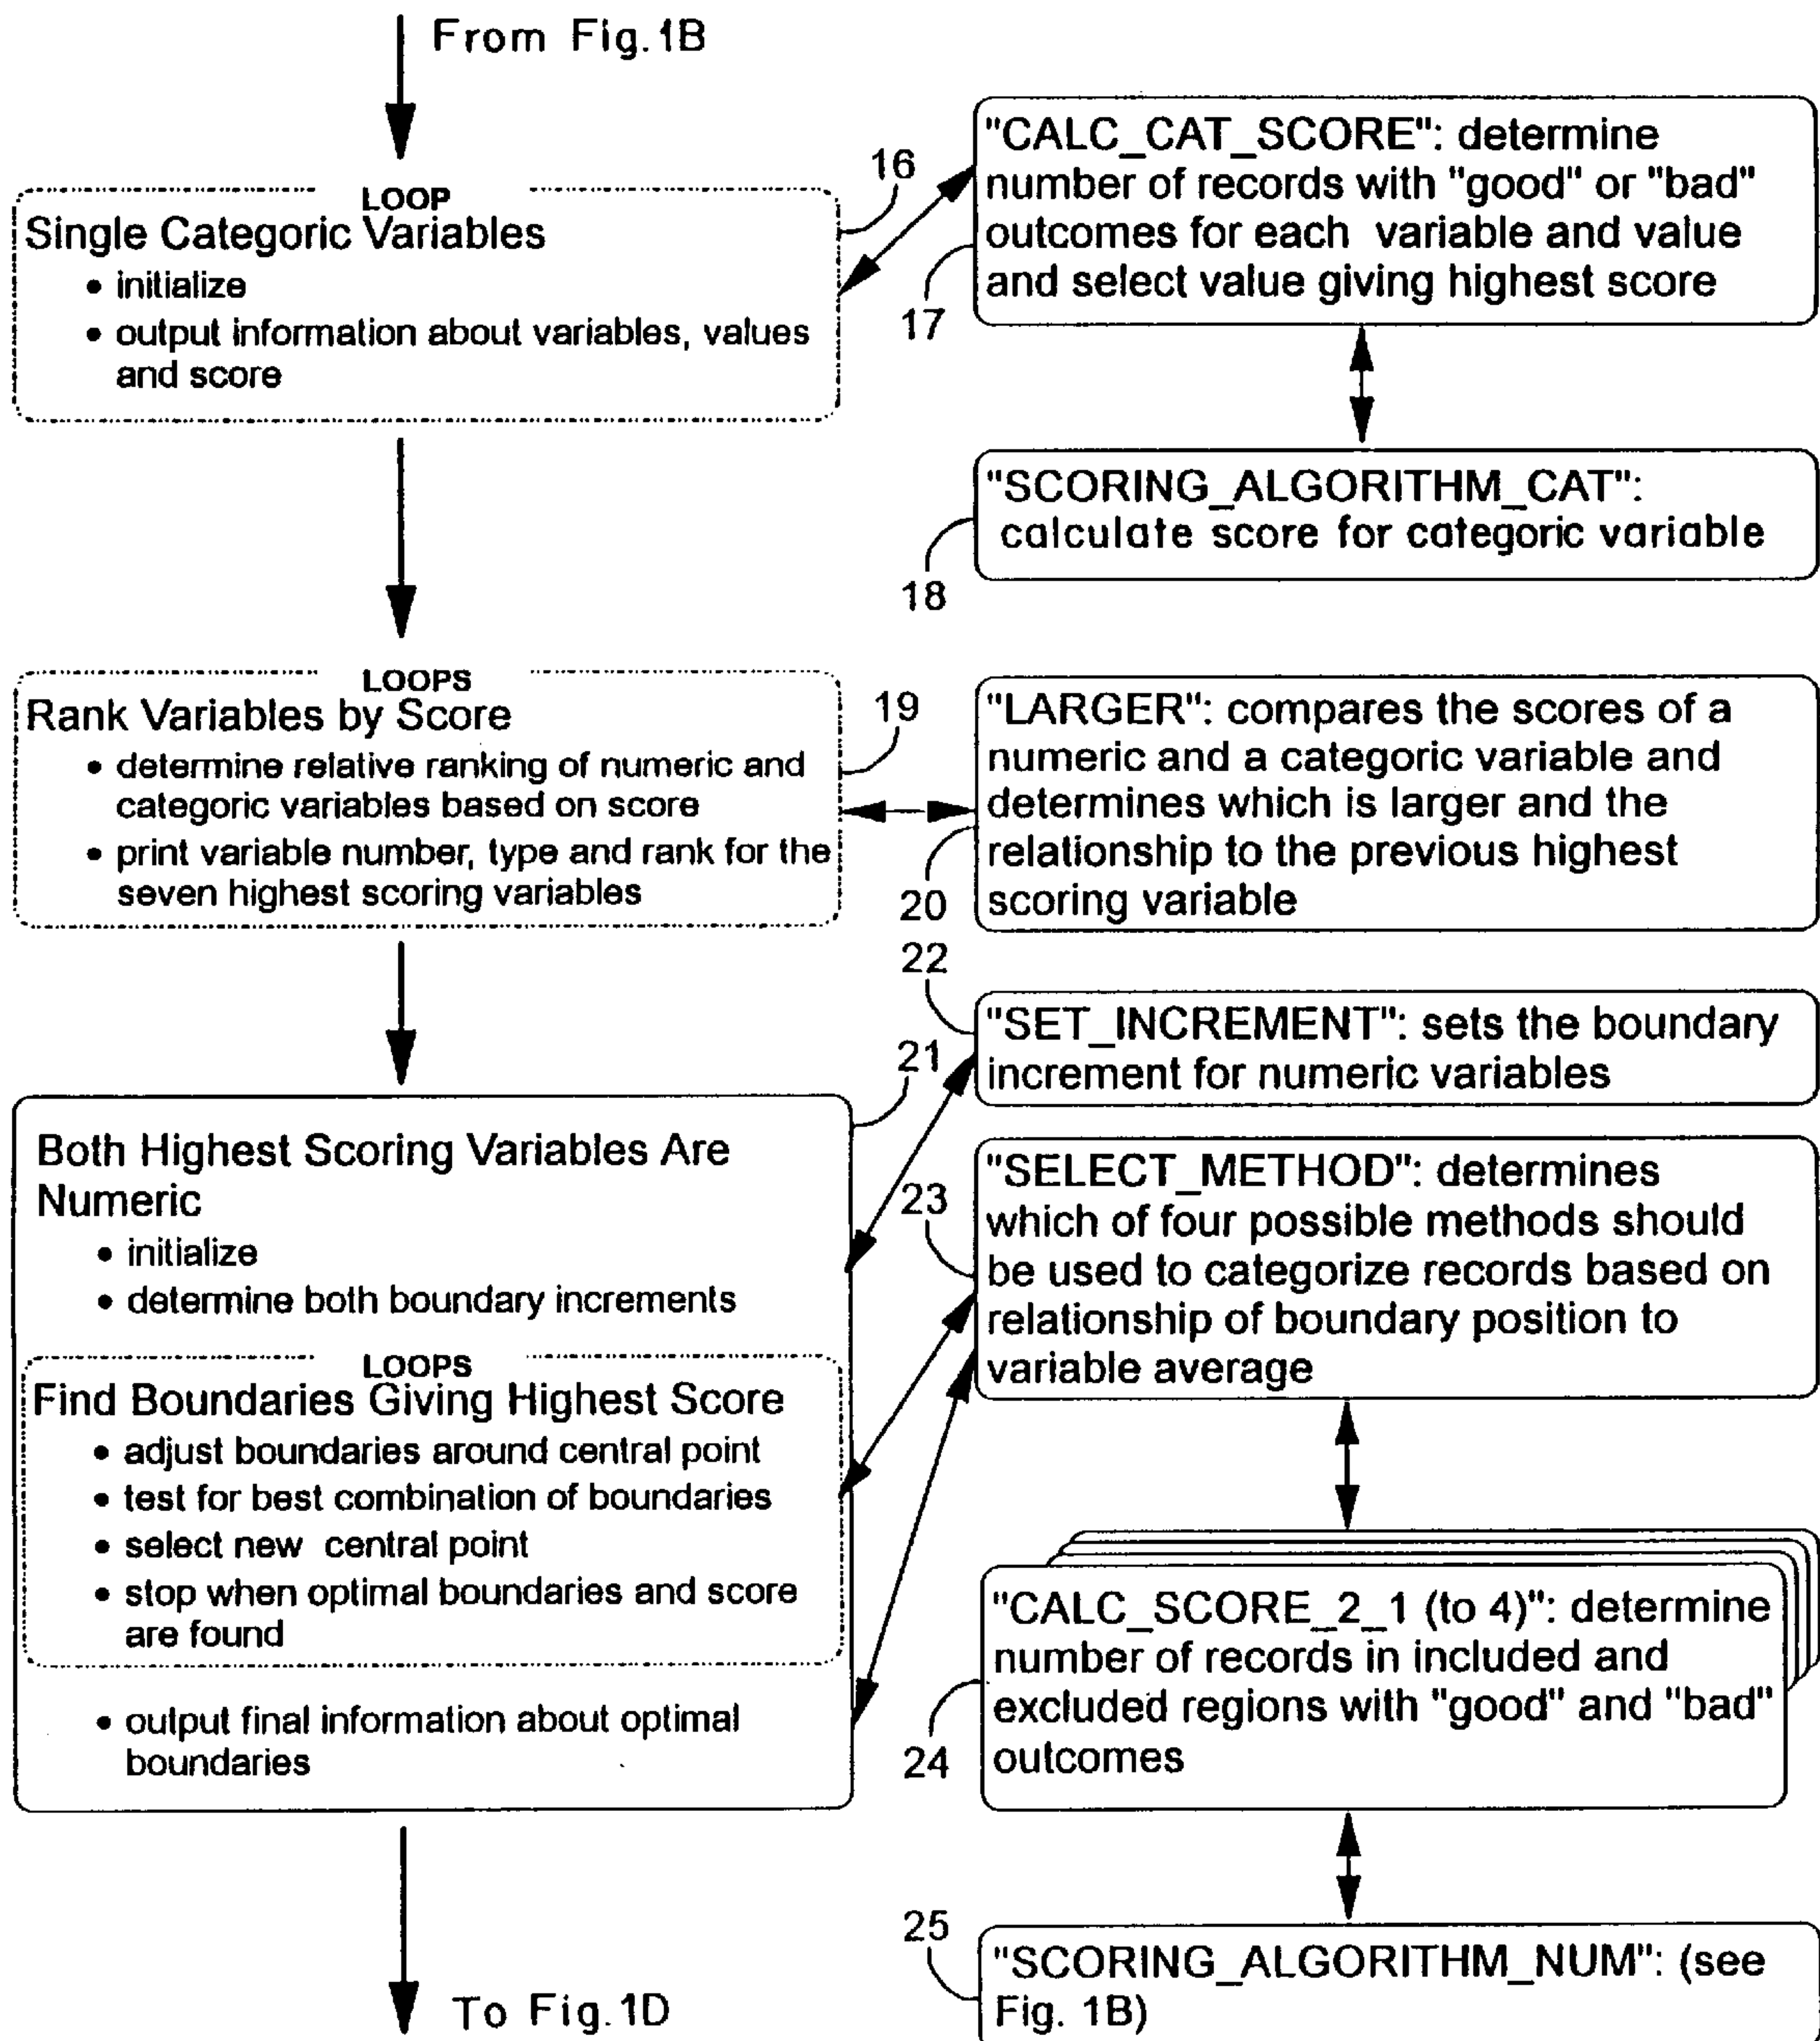 From Fig.1B
LOOP
Single Categoric Variables
• initialize
• output information about variables, values
and score
16
"CALC_CAT_SCORE": determine
number of records with "good" or "bad"
outcomes for each variable and value
and select value giving highest score
17
"SCORING_ALGORITHM_CAT":
calculate score for categoric variable
18
LOOPS
Rank Variables by Score
• determine relative ranking of numeric and
categoric variables based on score
• print variable number, type and rank for the
seven highest scoring variables
19
"LARGER": compares the scores of a
numeric and a categoric variable and
determines which is larger and the
relationship to the previous highest
scoring variable
20
22
"SET_INCREMENT": sets the boundary
increment for numeric variables
21
Both Highest Scoring Variables Are
Numeric
• initialize
• determine both boundary increments
LOOPS
Find Boundaries Giving Highest Score
• adjust boundaries around central point
• test for best combination of boundaries
• select new central point
• stop when optimal boundaries and score
are found
• output final information about optimal
boundaries
23
"SELECT_METHOD": determines
which of four possible methods should
be used to categorize records based on
relationship of boundary position to
variable average
"CALC_SCORE_2_1 (to 4)": determine
number of records in included and
excluded regions with "good" and "bad"
outcomes
24
25
"SCORING_ALGORITHM_NUM": (see
Fig. 1B)
To Fig.1D